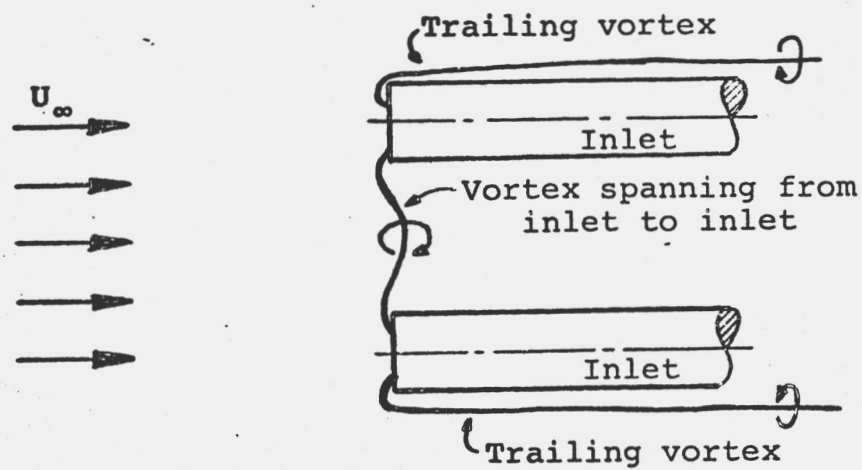 Trailing vortex
U∞
Inlet
Vortex spanning from
inlet to inlet
Inlet
Trailing vortex